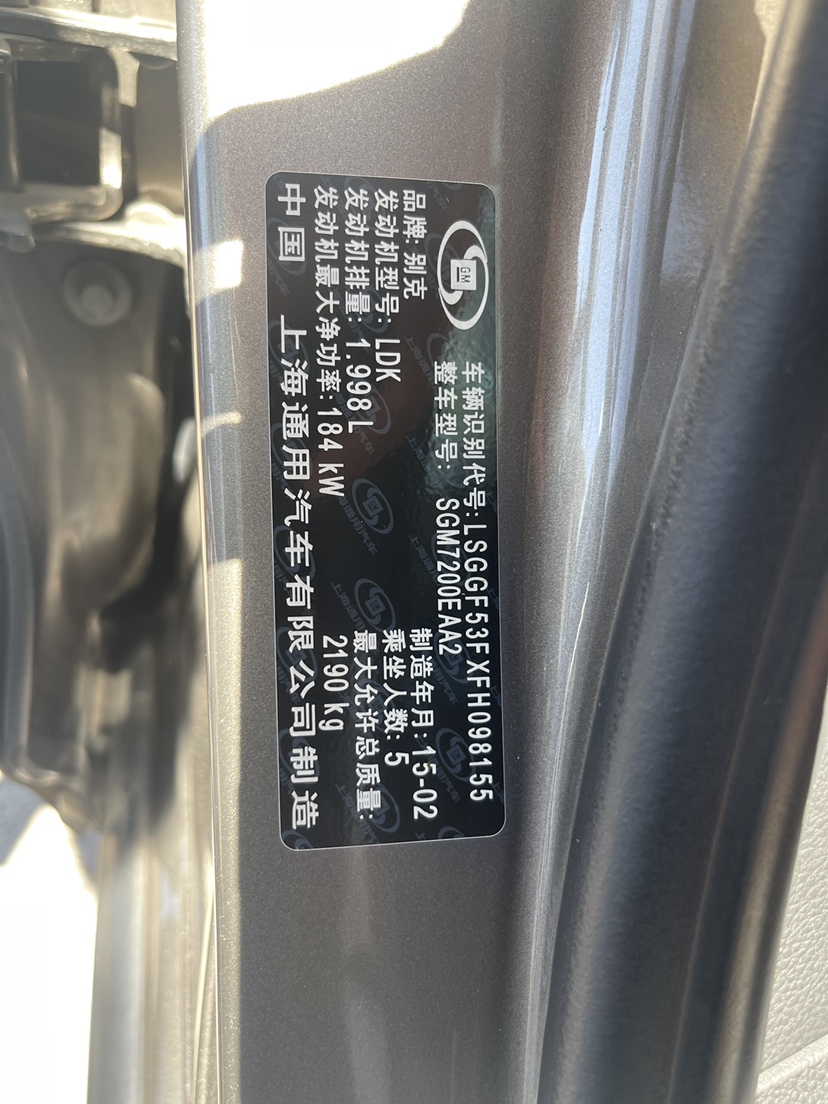 GM
车辆识别代号:LSGGF53FXFH098155
整车型号: SGM7200EAA2
品牌: 别克
制造年月:15-02
发动机型号: LDK
乘坐人数: 5
发动机排量: 1.998L
最大允许总质量:
发动机最大净功率:184 kW
2190 kg
中国 上海通用汽车有限公司制造